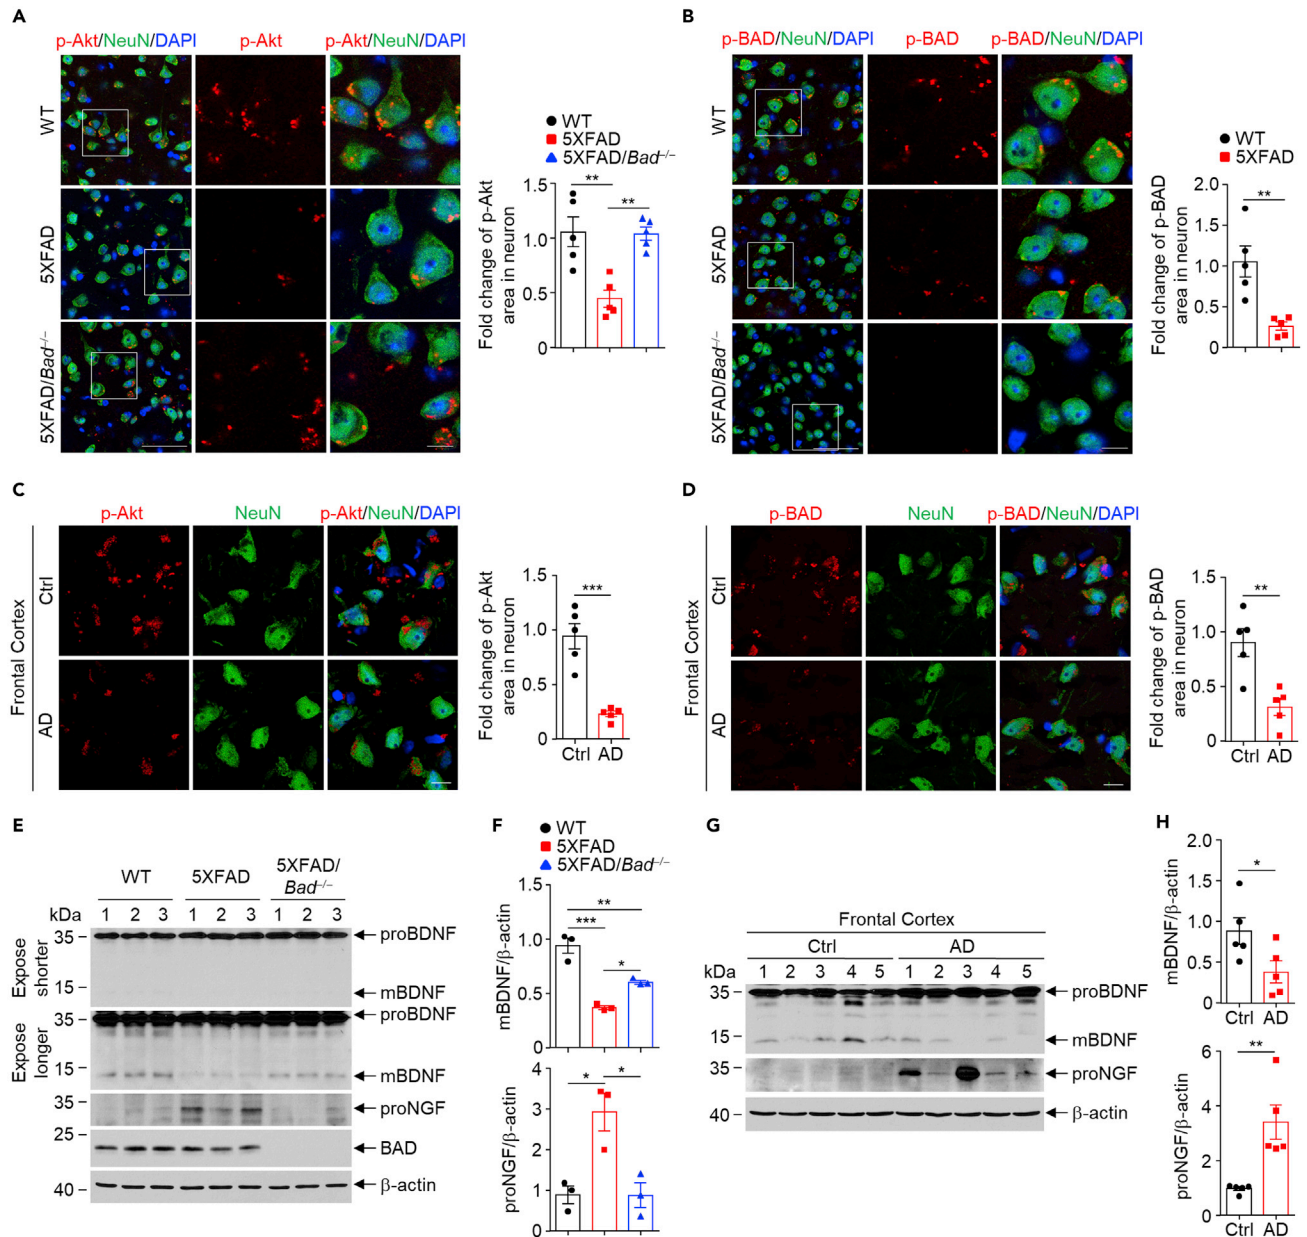 A
p-Akt/NeuN/DAPI p-Akt p-Akt/NeuN/DAPI
WT
5XFAD
5XFAD/Bad−/−
WT
5XFAD
5XFAD/Bad−/−
Fold change of p-Akt
area in neuron
1.5
1.0
0.5
0
** **
B
p-BAD/NeuN/DAPI p-BAD p-BAD/NeuN/DAPI
WT
5XFAD
5XFAD/Bad−/−
WT
5XFAD
Fold change of p-BAD
area in neuron
2.0
1.5
1.0
0.5
0
**
C
p-Akt NeuN p-Akt/NeuN/DAPI
Frontal Cortex
Ctrl
AD
Fold change of p-Akt
area in neuron
1.5
1.0
0.5
0
***
Ctrl AD
D
p-BAD NeuN p-BAD/NeuN/DAPI
Frontal Cortex
Ctrl
AD
Fold change of p-BAD
area in neuron
1.5
1.0
0.5
0
**
Ctrl AD
E
WT 5XFAD 5XFAD/
Bad−/−
kDa 1 2 3 1 2 3 1 2 3
Expose
shorter
35 proBDNF
15 mBDNF
Expose
longer
35 proBDNF
15 mBDNF
35 proNGF
25 BAD
40 β-actin
F
WT
5XFAD
5XFAD/Bad−/−
mBDNF/β-actin
1.5
1.0
0.5
0
**
***
*
proNGF/β-actin
4
3
2
1
0
* *
G
Frontal Cortex
Ctrl AD
kDa 1 2 3 4 5 1 2 3 4 5
35 proBDNF
15 mBDNF
35 proNGF
40 β-actin
H
mBDNF/β-actin
2.0
1.5
1.0
0.5
0
*
Ctrl AD
proNGF/β-actin
6
4
2
0
**
Ctrl AD